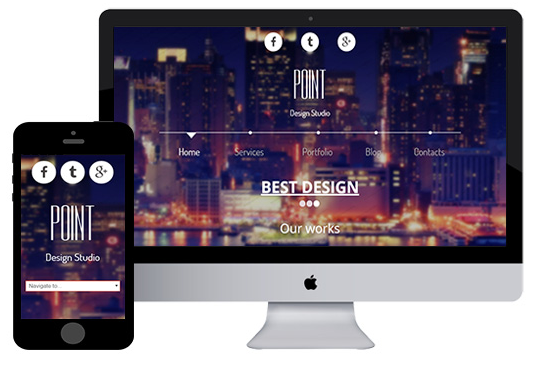 f t g+
POINT
Design Studio
Home Services Portfolio Blog Contacts
BEST DESIGN
Our works
f t g+
POINT
Design Studio
Navigate to...